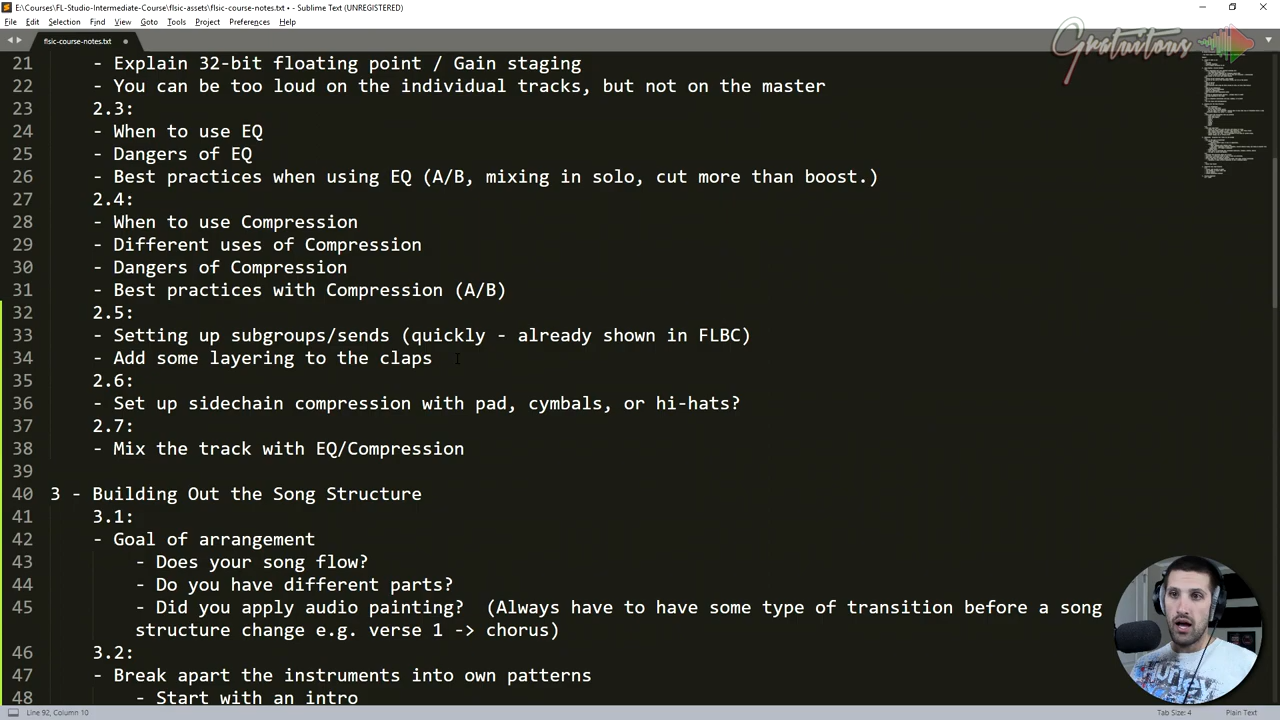 E:\Courses\FL-Studio-Intermediate-Course\flsic-assets\flsic-course-notes.txt • - Sublime Text (UNREGISTERED)
File Edit Selection Find View Goto Tools Project Preferences Help
flsic-course-notes.txt
Gratuitous
21 - Explain 32-bit floating point / Gain staging
22 - You can be too loud on the individual tracks, but not on the master
23 2.3:
24 - When to use EQ
25 - Dangers of EQ
26 - Best practices when using EQ (A/B, mixing in solo, cut more than boost.)
27 2.4:
28 - When to use Compression
29 - Different uses of Compression
30 - Dangers of Compression
31 - Best practices with Compression (A/B)
32 2.5:
33 - Setting up subgroups/sends (quickly - already shown in FLBC)
34 - Add some layering to the claps
35 2.6:
36 - Set up sidechain compression with pad, cymbals, or hi-hats?
37 2.7:
38 - Mix the track with EQ/Compression
39
40 3 - Building Out the Song Structure
41 3.1:
42 - Goal of arrangement
43 - Does your song flow?
44 - Do you have different parts?
45 - Did you apply audio painting? (Always have to have some type of transition before a song
structure change e.g. verse 1 -> chorus)
46 3.2:
47 - Break apart the instruments into own patterns
48 - Start with an intro
Line 92, Column 10
Tab Size: 4
Plain Text